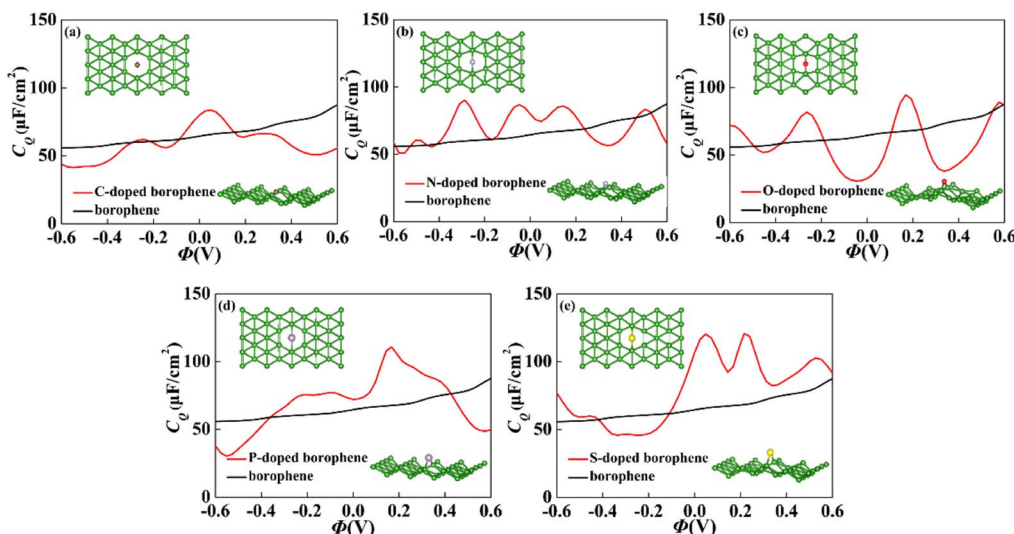 (a)
150
100
50
0
C_Q (μF/cm²)
C-doped borophene
borophene
-0.6 -0.4 -0.2 0.0 0.2 0.4 0.6
Φ(V)
(b)
150
100
50
0
C_Q (μF/cm²)
N-doped borophene
borophene
-0.6 -0.4 -0.2 0.0 0.2 0.4 0.6
Φ(V)
(c)
150
100
50
0
C_Q (μF/cm²)
O-doped borophene
borophene
-0.6 -0.4 -0.2 0.0 0.2 0.4 0.6
Φ(V)
(d)
150
100
50
0
C_Q (μF/cm²)
P-doped borophene
borophene
-0.6 -0.4 -0.2 0.0 0.2 0.4 0.6
Φ(V)
(e)
150
100
50
0
C_Q (μF/cm²)
S-doped borophene
borophene
-0.6 -0.4 -0.2 0.0 0.2 0.4 0.6
Φ(V)